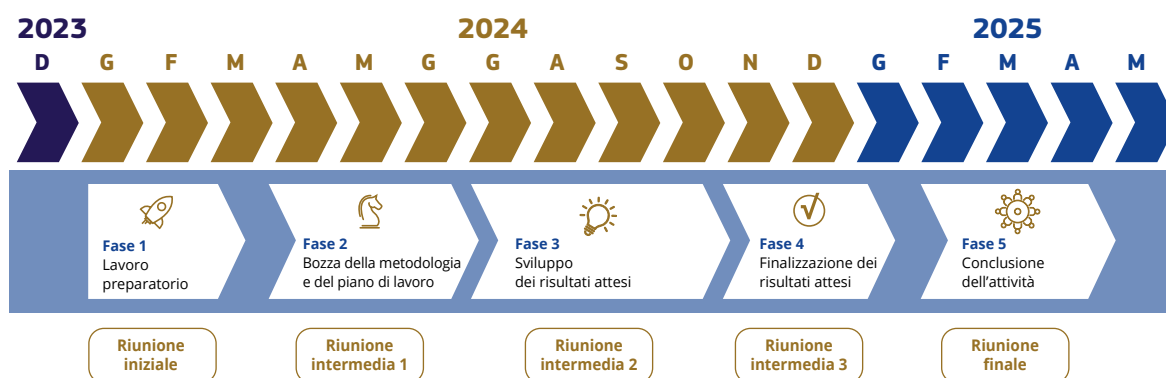 2023 2024 2025
D G F M A M G G A S O N D G F M A M
Fase 1
Lavoro
preparatorio
Fase 2
Bozza della metodologia
e del piano di lavoro
Fase 3
Sviluppo
dei risultati attesi
Fase 4
Finalizzazione dei
risultati attesi
Fase 5
Conclusione
dell’attività
Riunione
iniziale
Riunione
intermedia 1
Riunione
intermedia 2
Riunione
intermedia 3
Riunione
finale